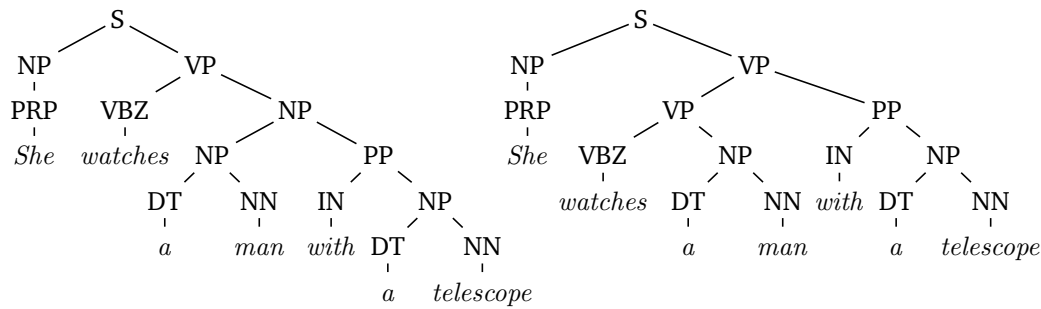 S S
NP VP NP VP
PRP VBZ NP PRP VP PP
She watches NP PP She VBZ NP IN NP
DT NN IN NP watches DT NN with DT NN
a man with DT NN a man a telescope
a telescope